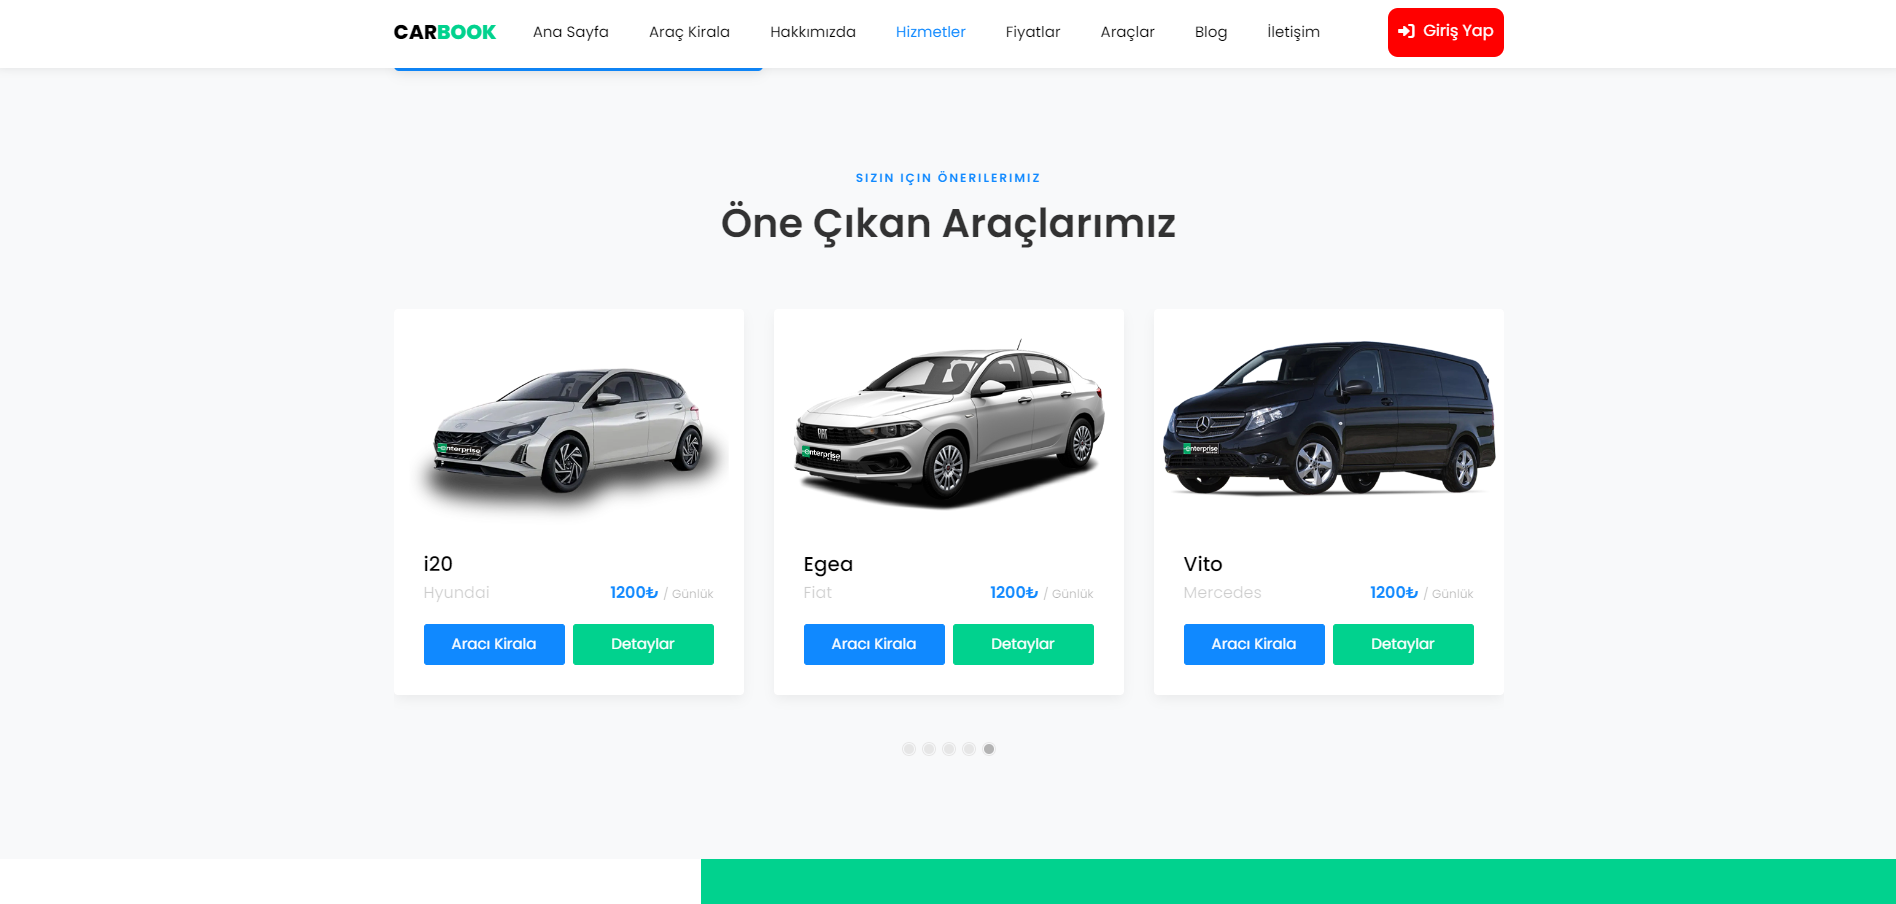 CARBOOK Ana Sayfa Araç Kirala Hakkımızda Hizmetler Fiyatlar Araçlar Blog İletişim Giriş Yap
SIZIN IÇIN ÖNERILERIMIZ
Öne Çıkan Araçlarımız
enterprise
enterprise
enterprise
i20
Hyundai 1200₺ / Günlük
Aracı Kirala Detaylar
Egea
Fiat 1200₺ / Günlük
Aracı Kirala Detaylar
Vito
Mercedes 1200₺ / Günlük
Aracı Kirala Detaylar